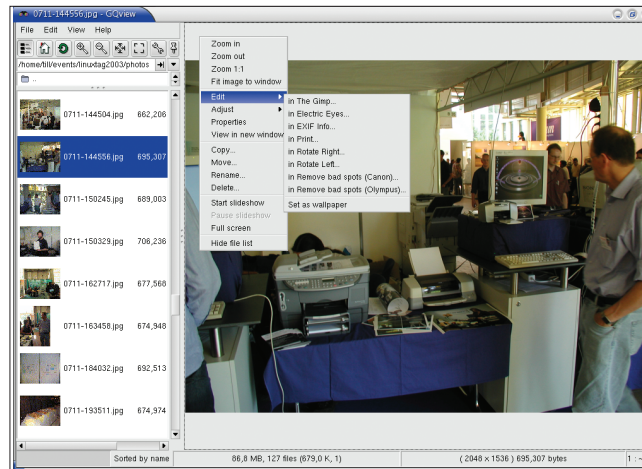 0711-144556.jpg - GQview
File Edit View Help
/home/till/events/linuxtag2003/photos
..
0711-144504.jpg 662,206
0711-144556.jpg 695,307
0711-150245.jpg 689,003
0711-150329.jpg 706,236
0711-162717.jpg 677,568
0711-163458.jpg 674,948
0711-184032.jpg 692,513
0711-193511.jpg 674,974
Zoom in
Zoom out
Zoom 1:1
Fit image to window
Edit
Adjust
Properties
View in new window
Copy...
Move...
Rename...
Delete...
Start slideshow
Pause slideshow
Full screen
Hide file list
in The Gimp...
in Electric Eyes...
in EXIF Info...
in Print...
in Rotate Right...
in Rotate Left...
in Remove bad spots (Canon)...
in Remove bad spots (Olympus)...
Set as wallpaper
Sorted by name
86,8 MB, 127 files (679,0 K, 1)
( 2048 x 1536 ) 695,307 bytes
1 : -